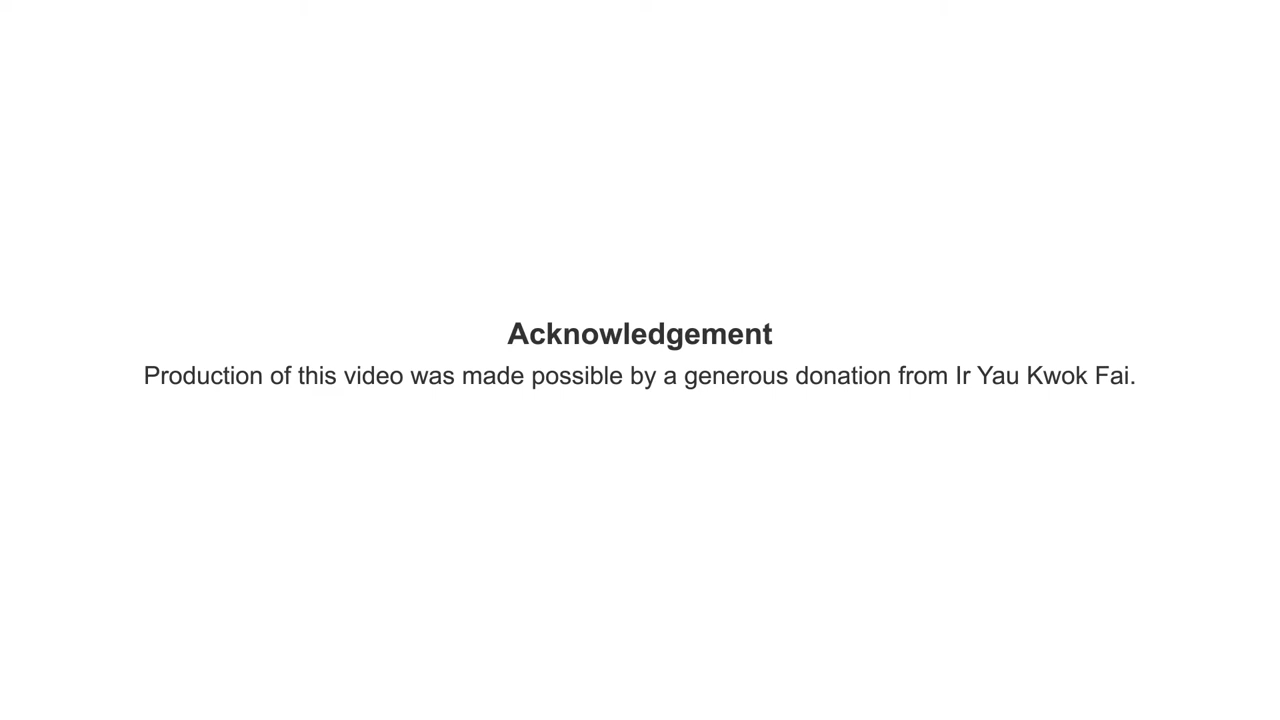 Acknowledgement
Production of this video was made possible by a generous donation from Ir Yau Kwok Fai.